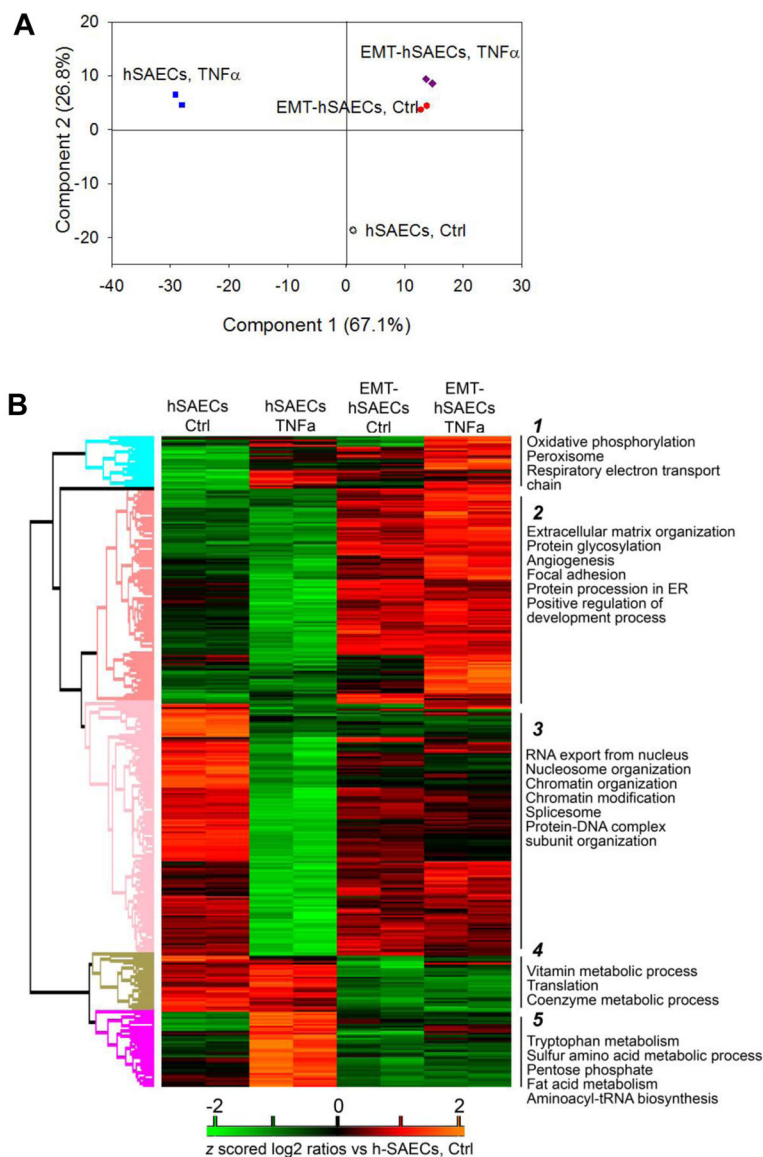 A
20
10
0
-10
-20
Component 2 (26.8%)
hSAECs, TNFα
EMT-hSAECs, TNFα
EMT-hSAECs, Ctrl
hSAECs, Ctrl
-40 -30 -20 -10 0 10 20 30
Component 1 (67.1%)
B
hSAECs
Ctrl
hSAECs
TNFa
EMT-
hSAECs
Ctrl
EMT-
hSAECs
TNFa
1
Oxidative phosphorylation
Peroxisome
Respiratory electron transport
chain
2
Extracellular matrix organization
Protein glycosylation
Angiogenesis
Focal adhesion
Protein procession in ER
Positive regulation of
development process
3
RNA export from nucleus
Nucleosome organization
Chromatin organization
Chromatin modification
Splicesome
Protein-DNA complex
subunit organization
4
Vitamin metabolic process
Translation
Coenzyme metabolic process
5
Tryptophan metabolism
Sulfur amino acid metabolic process
Pentose phosphate
Fat acid metabolism
Aminoacyl-tRNA biosynthesis
-2 0 2
z scored log2 ratios vs h-SAECs, Ctrl